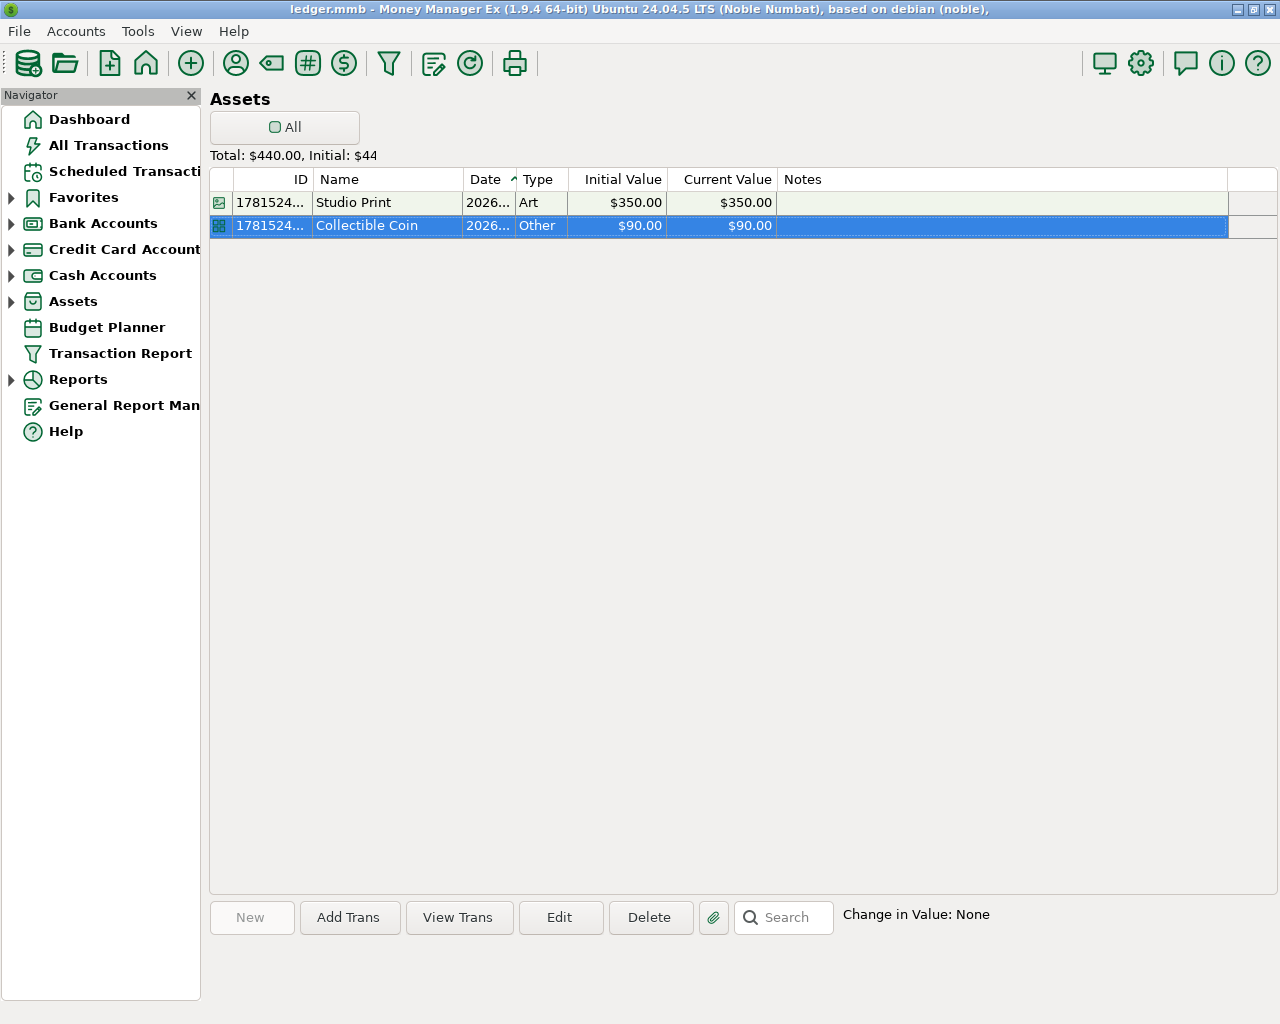 ledger.mmb - Money Manager Ex (1.9.4 64-bit) Ubuntu 24.04.5 LTS (Noble Numbat), based on debian (noble),
File Accounts Tools View Help
Navigator
Dashboard
All Transactions
Scheduled Transacti
Favorites
Bank Accounts
Credit Card Account
Cash Accounts
Assets
Budget Planner
Transaction Report
Reports
General Report Man
Help
Assets
All
Total: $440.00, Initial: $44
ID Name Date Type Initial Value Current Value Notes
1781524... Studio Print 2026... Art $350.00 $350.00
1781524... Collectible Coin 2026... Other $90.00 $90.00
New Add Trans View Trans Edit Delete Search Change in Value: None